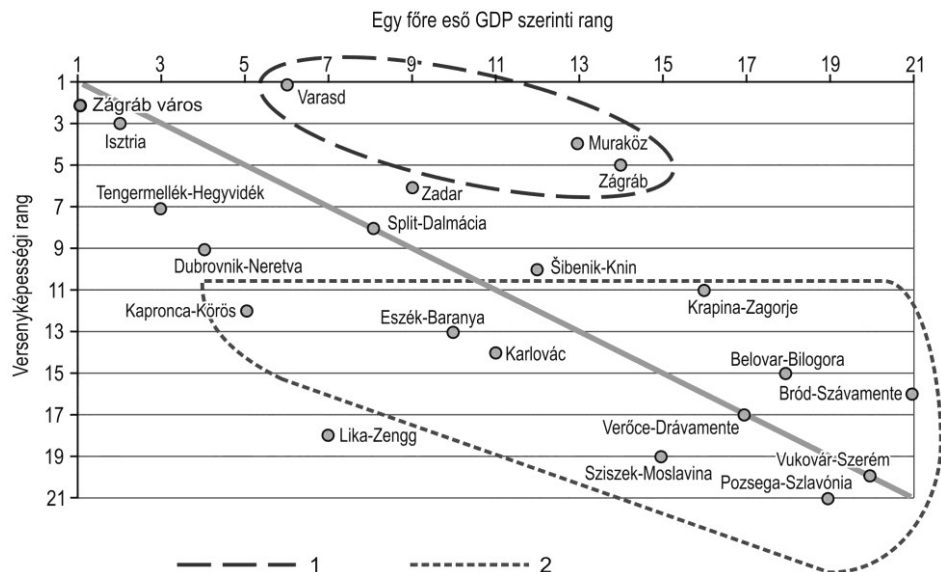 Egy főre eső GDP szerinti rang
1 3 5 7 9 11 13 15 17 19 21
Versenyképességi rang
1
3
5
7
9
11
13
15
17
19
21
Varasd
Zágráb város
Isztria
Muraköz
Zágráb
Zadar
Tengermellék-Hegyvidék
Split-Dalmácia
Dubrovnik-Neretva
Šibenik-Knin
Kapronca-Körös
Krapina-Zagorje
Eszék-Baranya
Karlovác
Belovar-Bilogora
Bród-Szávamente
Verőce-Drávamente
Lika-Zengg
Vukovár-Szerém
Sziszek-Moslavina
Pozsega-Szlavónia
1 2